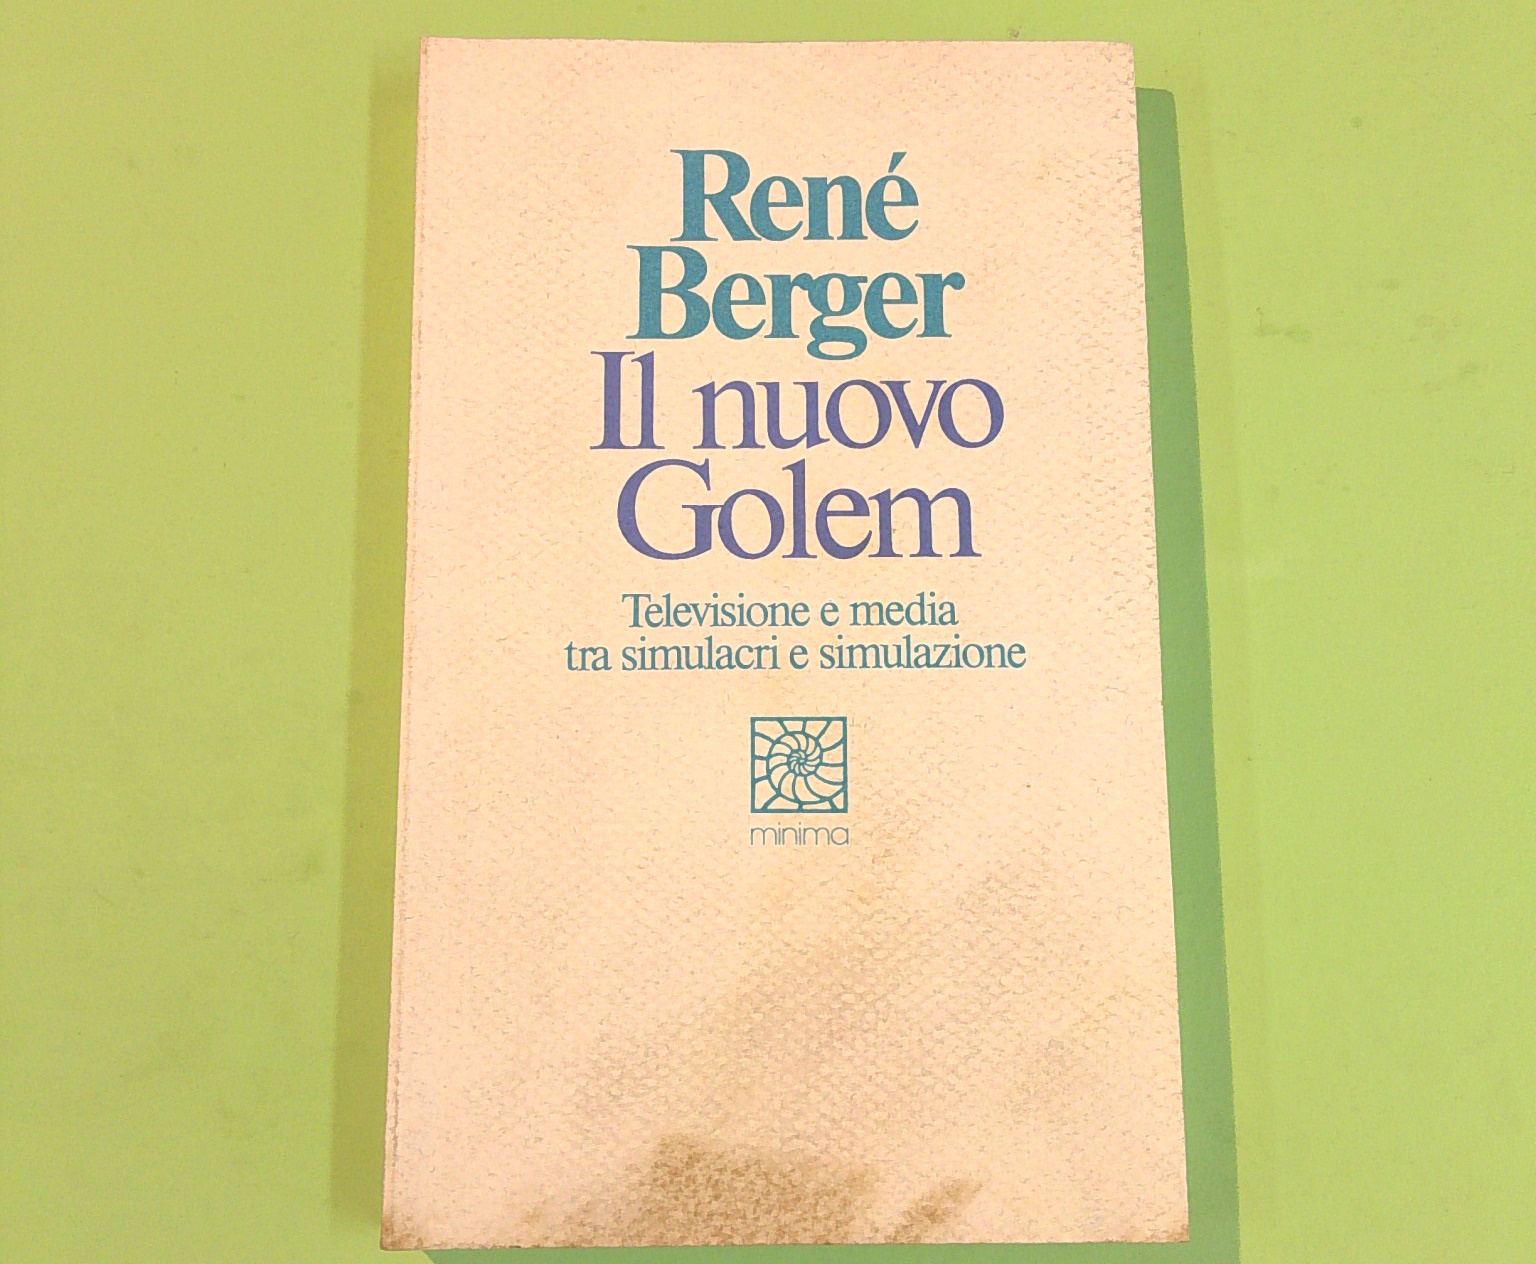 René
Berger
Il nuovo
Golem
Televisione e media
tra simulacri e simulazione
minima